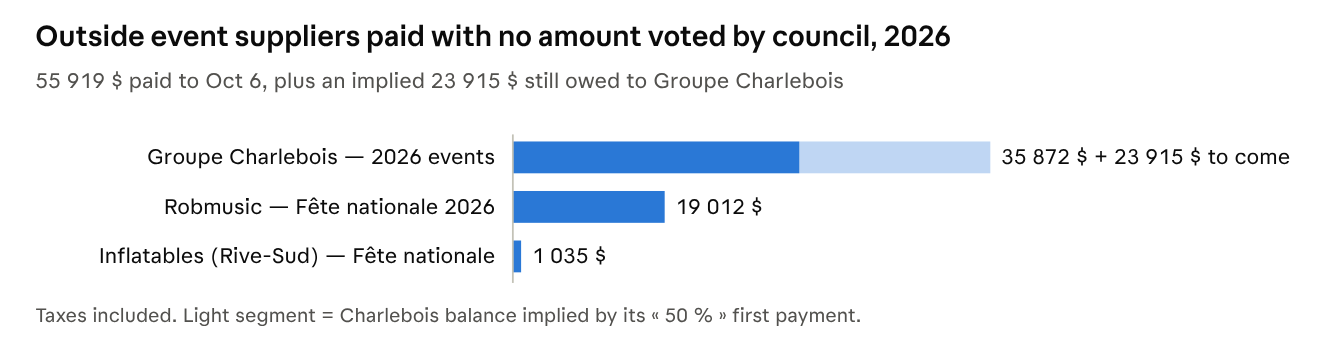 Outside event suppliers paid with no amount voted by council, 2026
55 919 $ paid to Oct 6, plus an implied 23 915 $ still owed to Groupe Charlebois
Groupe Charlebois — 2026 events 35 872 $ + 23 915 $ to come
Robmusic — Fête nationale 2026 19 012 $
Inflatables (Rive-Sud) — Fête nationale 1 035 $
Taxes included. Light segment = Charlebois balance implied by its « 50 % » first payment.